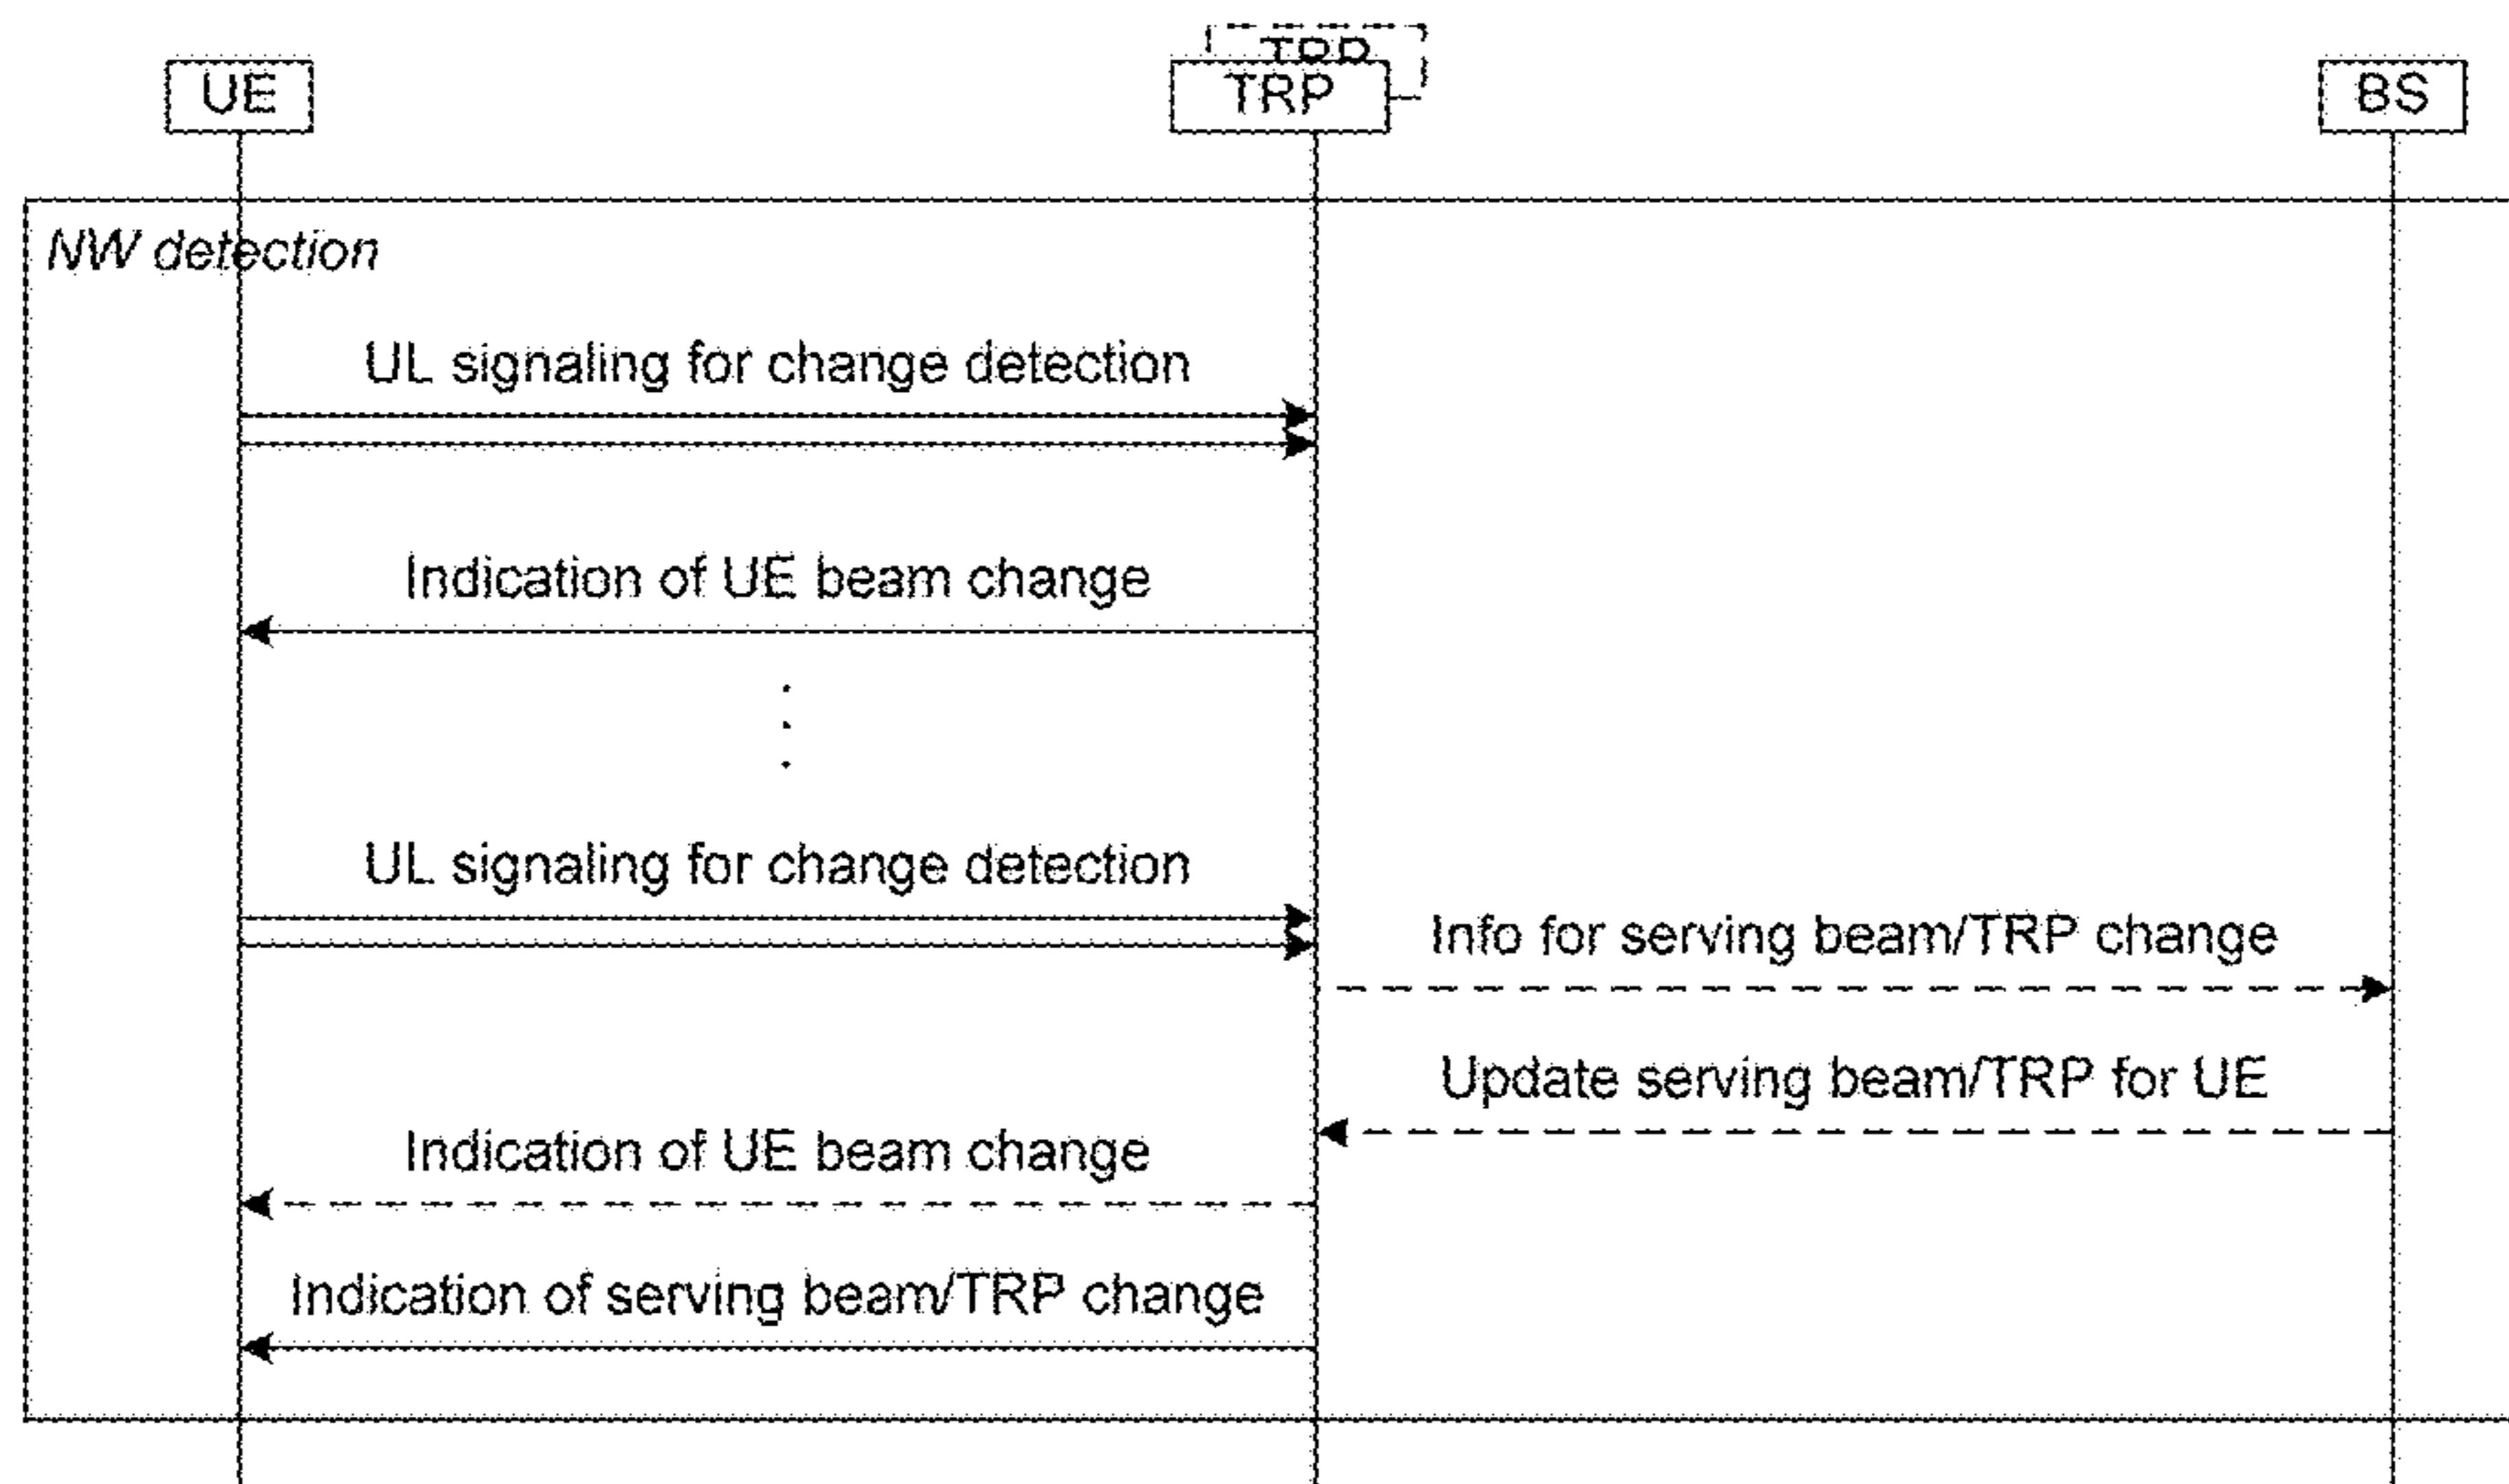 TRP
UE
TRP
BS
NW detection
UL signaling for change detection
Indication of UE beam change
UL signaling for change detection
Info for serving beam/TRP change
Update serving beam/TRP for UE
Indication of UE beam change
Indication of serving beam/TRP change